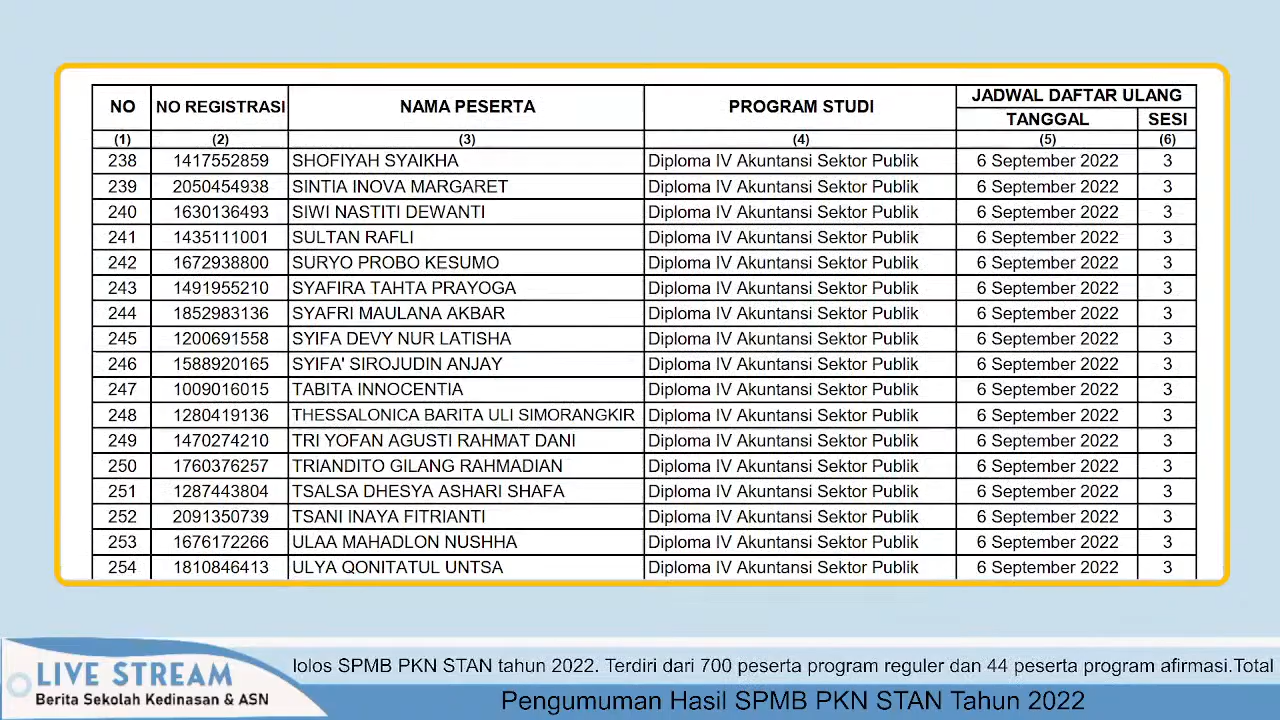 NO NO REGISTRASI NAMA PESERTA PROGRAM STUDI JADWAL DAFTAR ULANG
TANGGAL SESI
(1) (2) (3) (4) (5) (6)
238 1417552859 SHOFIYAH SYAIKHA Diploma IV Akuntansi Sektor Publik 6 September 2022 3
239 2050454938 SINTIA INOVA MARGARET Diploma IV Akuntansi Sektor Publik 6 September 2022 3
240 1630136493 SIWI NASTITI DEWANTI Diploma IV Akuntansi Sektor Publik 6 September 2022 3
241 1435111001 SULTAN RAFLI Diploma IV Akuntansi Sektor Publik 6 September 2022 3
242 1672938800 SURYO PROBO KESUMO Diploma IV Akuntansi Sektor Publik 6 September 2022 3
243 1491955210 SYAFIRA TAHTA PRAYOGA Diploma IV Akuntansi Sektor Publik 6 September 2022 3
244 1852983136 SYAFRI MAULANA AKBAR Diploma IV Akuntansi Sektor Publik 6 September 2022 3
245 1200691558 SYIFA DEVY NUR LATISHA Diploma IV Akuntansi Sektor Publik 6 September 2022 3
246 1588920165 SYIFA' SIROJUDIN ANJAY Diploma IV Akuntansi Sektor Publik 6 September 2022 3
247 1009016015 TABITA INNOCENTIA Diploma IV Akuntansi Sektor Publik 6 September 2022 3
248 1280419136 THESSALONICA BARITA ULI SIMORANGKIR Diploma IV Akuntansi Sektor Publik 6 September 2022 3
249 1470274210 TRI YOFAN AGUSTI RAHMAT DANI Diploma IV Akuntansi Sektor Publik 6 September 2022 3
250 1760376257 TRIANDITO GILANG RAHMADIAN Diploma IV Akuntansi Sektor Publik 6 September 2022 3
251 1287443804 TSALSA DHESYA ASHARI SHAFA Diploma IV Akuntansi Sektor Publik 6 September 2022 3
252 2091350739 TSANI INAYA FITRIANTI Diploma IV Akuntansi Sektor Publik 6 September 2022 3
253 1676172266 ULAA MAHADLON NUSHHA Diploma IV Akuntansi Sektor Publik 6 September 2022 3
254 1810846413 ULYA QONITATUL UNTSA Diploma IV Akuntansi Sektor Publik 6 September 2022 3
LIVE STREAM
Berita Sekolah Kedinasan & ASN
lolos SPMB PKN STAN tahun 2022. Terdiri dari 700 peserta program reguler dan 44 peserta program afirmasi.Total
Pengumuman Hasil SPMB PKN STAN Tahun 2022